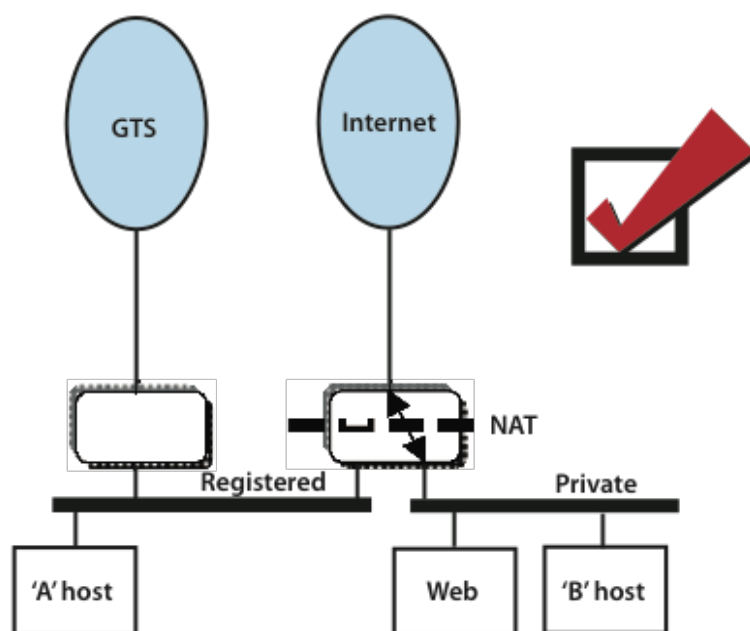 GTS
Internet
NAT
Registered
Private
'A' host
Web
'B' host